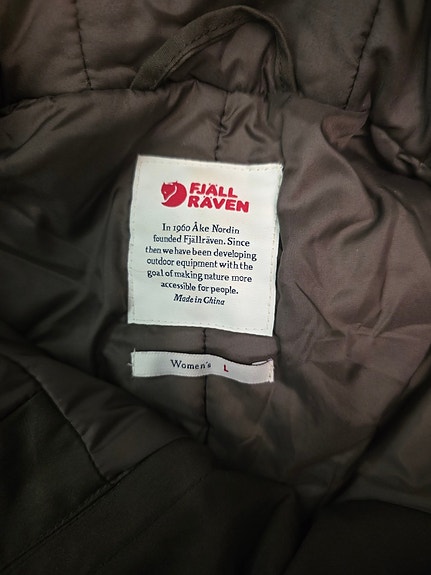 FJÄLL
RÄVEN
In 1960 Åke Nordin
founded Fjällräven. Since
then we have been developing
outdoor equipment with the
goal of making nature more
accessible for people.
Made in China
Women's L